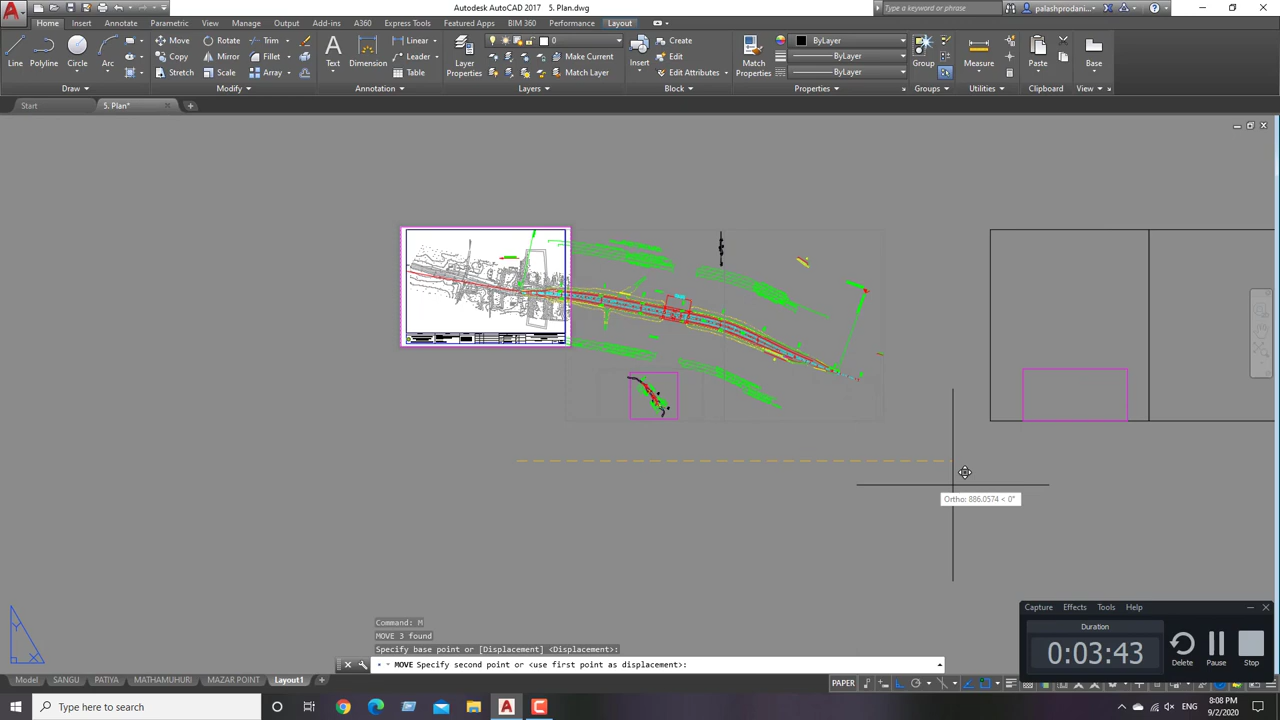 Autodesk AutoCAD 2017 5. Plan.dwg
Type a keyword or phrase
palashprodani...
Home Insert Annotate Parametric View Manage Output Add-ins A360 Express Tools Featured Apps BIM 360 Performance Layout
Line Polyline Circle Arc
Move Rotate Trim
Copy Mirror Fillet
Stretch Scale Array
Text Dimension
Linear
Leader
Table
Layer Properties
0
Make Current
Match Layer
Insert
Create
Edit
Edit Attributes
Match Properties
ByLayer
ByLayer
ByLayer
Group
Measure
Paste
Base
Draw Modify Annotation Layers Block Properties Groups Utilities Clipboard View
Start 5. Plan*
Ortho: 886.0574 < 0°
Capture Effects Tools Help
Duration
0:03:43
Delete Pause Stop
Command: M
MOVE 3 found
Specify base point or [Displacement] <Displacement>:
MOVE Specify second point or <use first point as displacement>:
Y
X
Model SANGU PATIYA MATHAMUHURI MAZAR POINT Layout1 +
PAPER
Type here to search
8:08 PM
9/2/2020